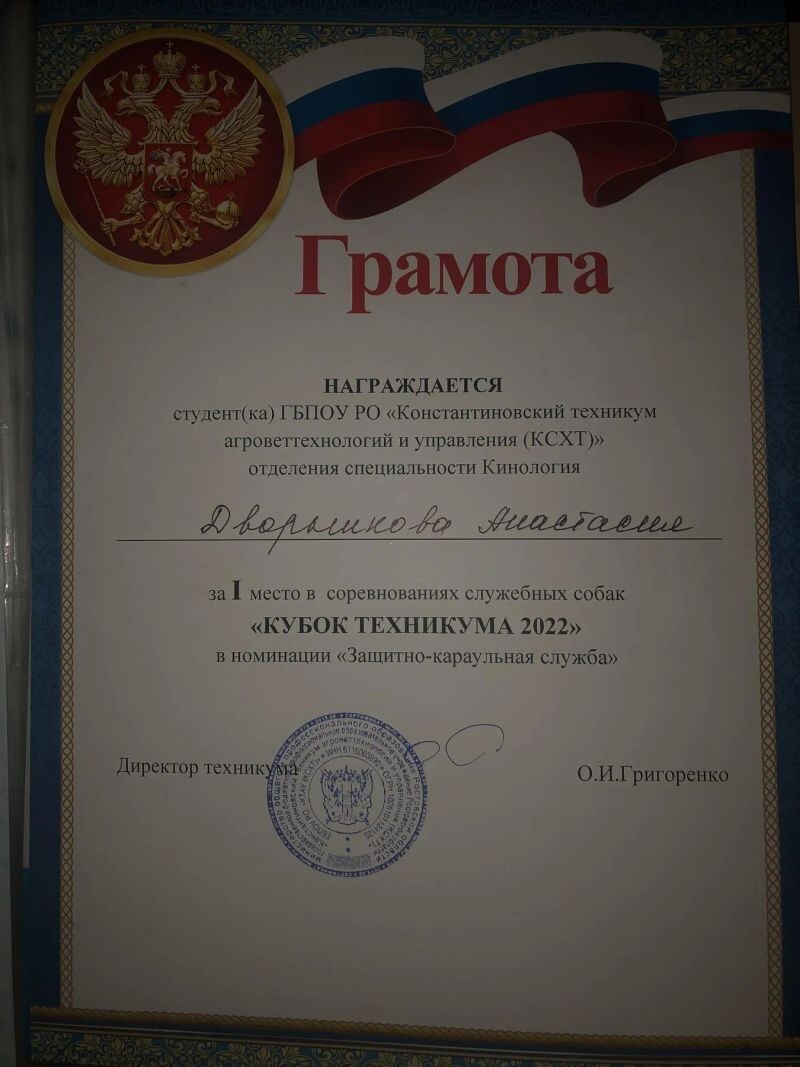 Грамота
НАГРАЖДАЕТСЯ
студент(ка) ГБПОУ РО «Константиновский техникум
агроветтехнологий и управления (КСХТ)»
отделения специальности Кинология
Анастасия
за I место в соревнованиях служебных собак
«КУБОК ТЕХНИКУМА 2022»
в номинации «Защитно-караульная служба»
Директор техникума
О.И.Григоренко